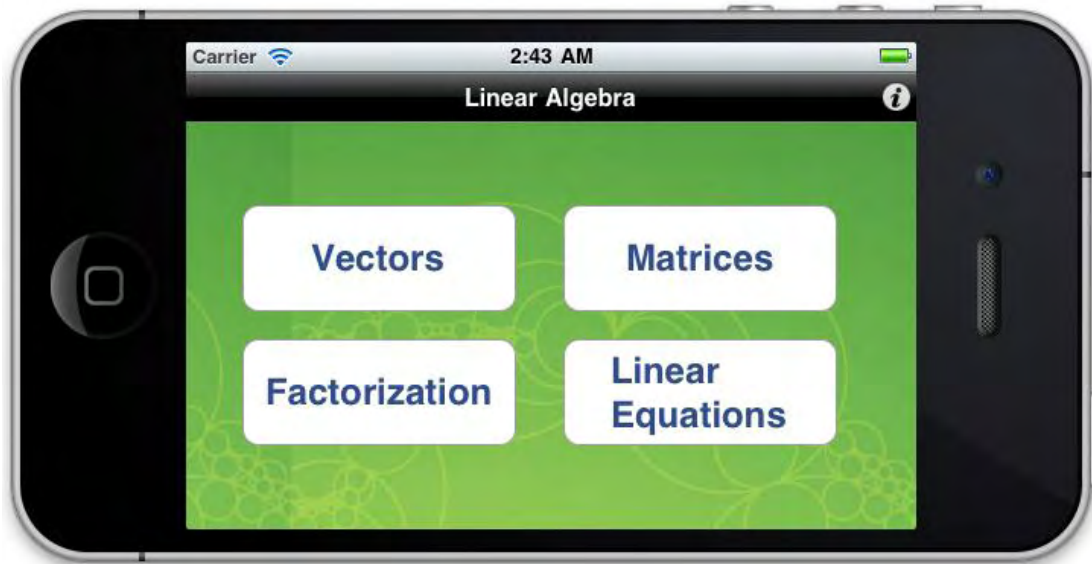 Carrier 2:43 AM
Linear Algebra
Vectors Matrices
Factorization Linear
Equations